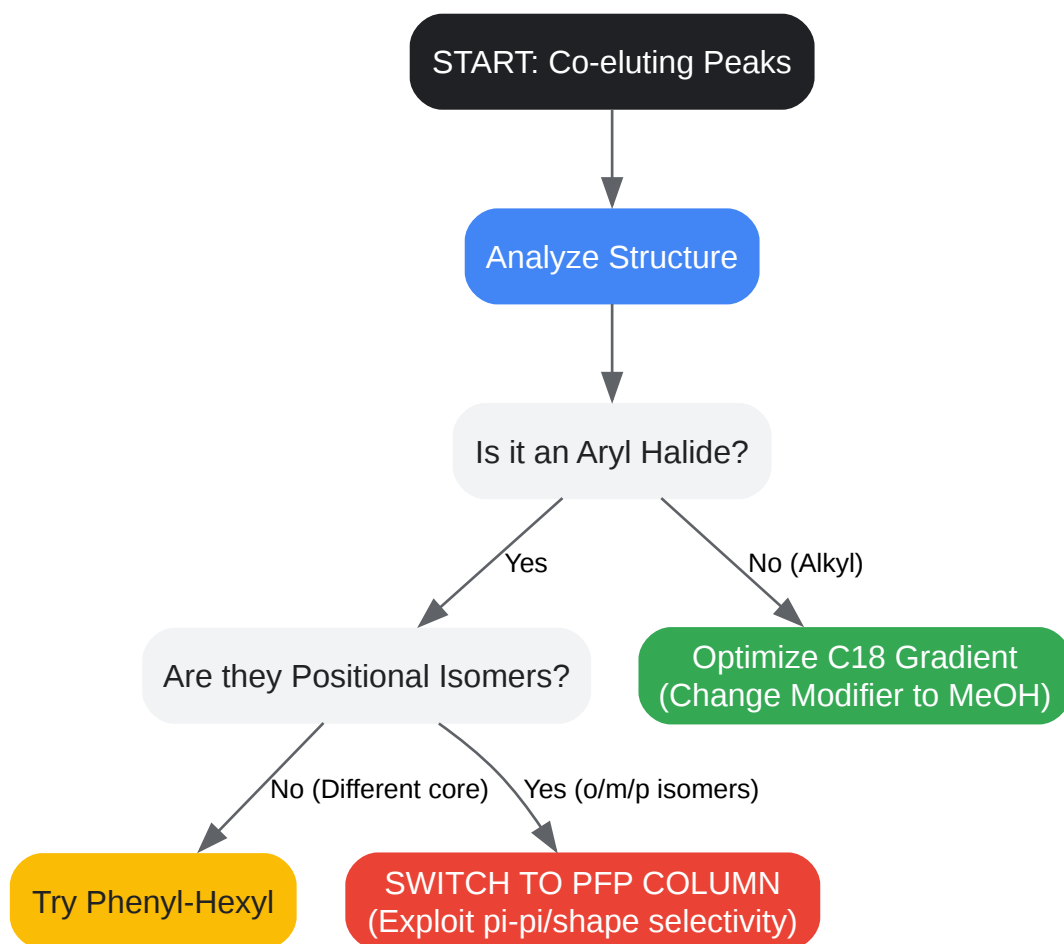 START: Co-eluting Peaks
Analyze Structure
Is it an Aryl Halide?
Yes
No (Alkyl)
Are they Positional Isomers?
Optimize C18 Gradient
(Change Modifier to MeOH)
No (Different core)
Yes (o/m/p isomers)
Try Phenyl-Hexyl
SWITCH TO PFP COLUMN
(Exploit pi-pi/shape selectivity)